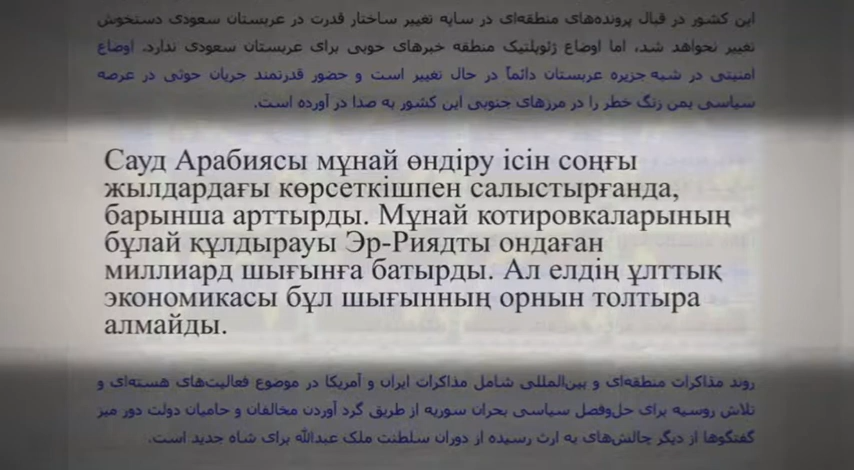 این کشور در قبال پرونده‌های منطقه‌ای در سایه تغییر ساختار قدرت در عربستان سعودی دستخوش
تغییر نخواهد شد، اما اوضاع ژئوپلتیک منطقه خبرهای خوبی برای عربستان سعودی ندارد. اوضاع
امنیتی در شبه جزیره عربستان دائماً در حال تغییر است و حضور قدرتمند جریان حوثی در عرصه
سیاسی یمن زنگ خطر را در مرزهای جنوبی این کشور به صدا در آورده است.
Сауд Арабиясы мұнай өндіру ісін соңғы
жылдардағы көрсеткішпен салыстырғанда,
барынша арттырды. Мұнай котировкаларының
бұлай құлдырауы Эр-Риядты ондаған
миллиард шығынға батырды. Ал елдің ұлттық
экономикасы бұл шығынның орнын толтыра
алмайды.
روند مذاکرات منطقه‌ای و بین‌المللی شامل مذاکرات ایران و آمریکا در موضوع فعالیت‌های هسته‌ای و
تلاش روسیه برای حل‌وفصل سیاسی بحران سوریه از طریق گرد آوردن مخالفان و حامیان دولت دور میز
گفتگوها از دیگر چالش‌های به ارث رسیده از دوران سلطنت ملک عبدالله برای شاه جدید است.